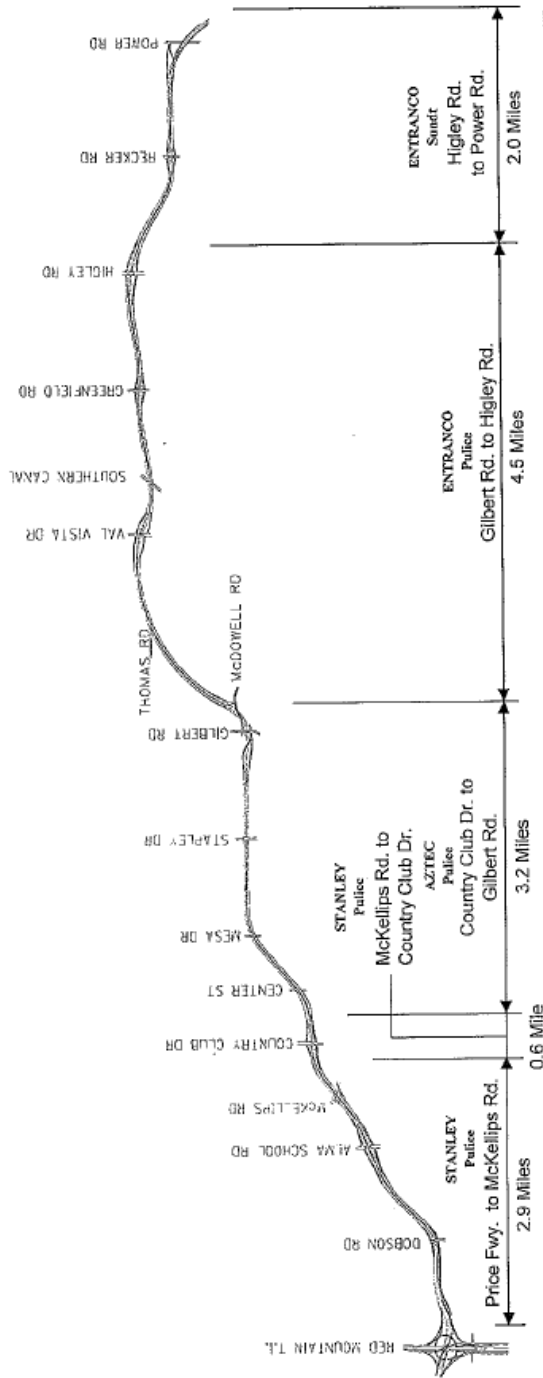 RED MOUNTAIN T.I.
DOBSON RD
ALMA SCHOOL RD
McKELLIPS RD
COUNTRY CLUB DR
CENTER ST
MESA DR
STAPLEY DR
GILBERT RD
McDOWELL RD
THOMAS RD
VAL VISTA DR
SOUTHERN CANAL
GREENFIELD RD
HIGLEY RD
RECKER RD
POWER RD
STANLEY
Pulice
Price Fwy. to McKellips Rd.
2.9 Miles
STANLEY
Pulice
McKellips Rd. to
Country Club Dr.
0.6 Mile
AZTEC
Pulice
Country Club Dr. to
Gilbert Rd.
3.2 Miles
ENTRANCO
Pulice
Gilbert Rd. to Higley Rd.
4.5 Miles
ENTRANCO
Sundt
Higley Rd.
to Power Rd.
2.0 Miles